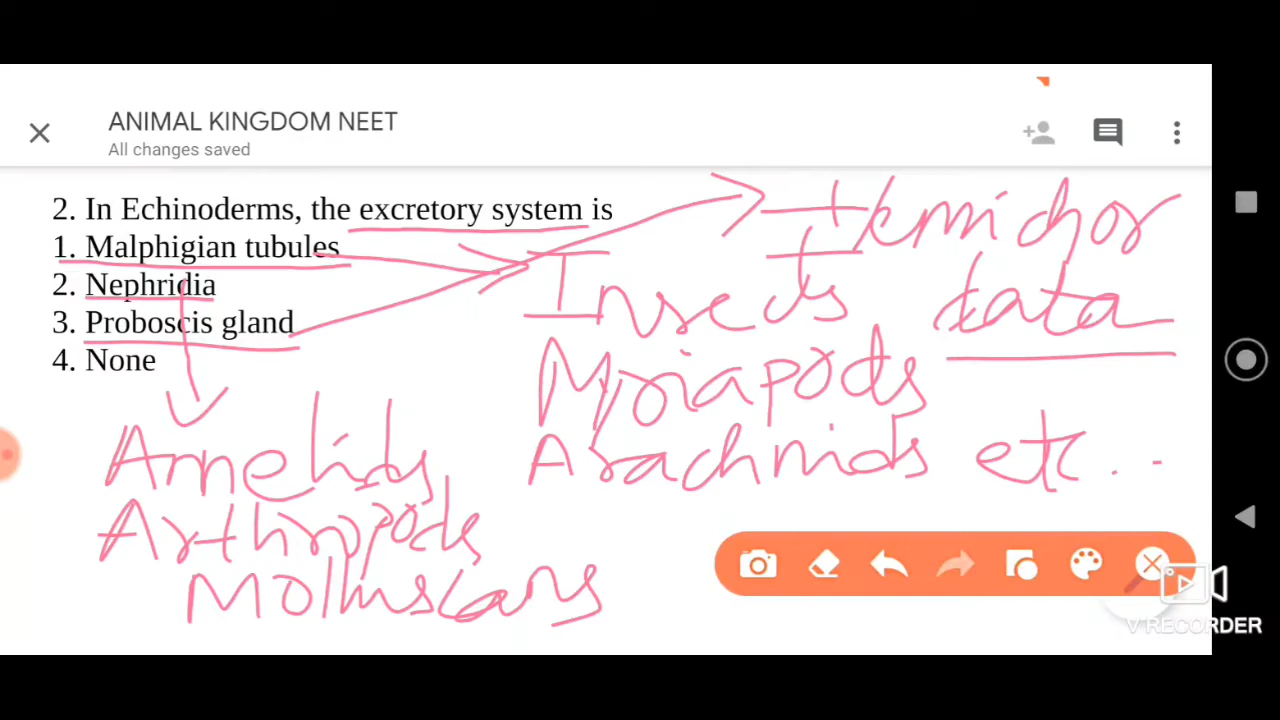 ANIMAL KINGDOM NEET
All changes saved
2. In Echinoderms, the excretory system is
1. Malphigian tubules
2. Nephridia
3. Proboscis gland
4. None
Hemichor
data
Insects
Myriapods
Arachnids etc...
Annelids
Arthropods
Molluscans
V RECORDER